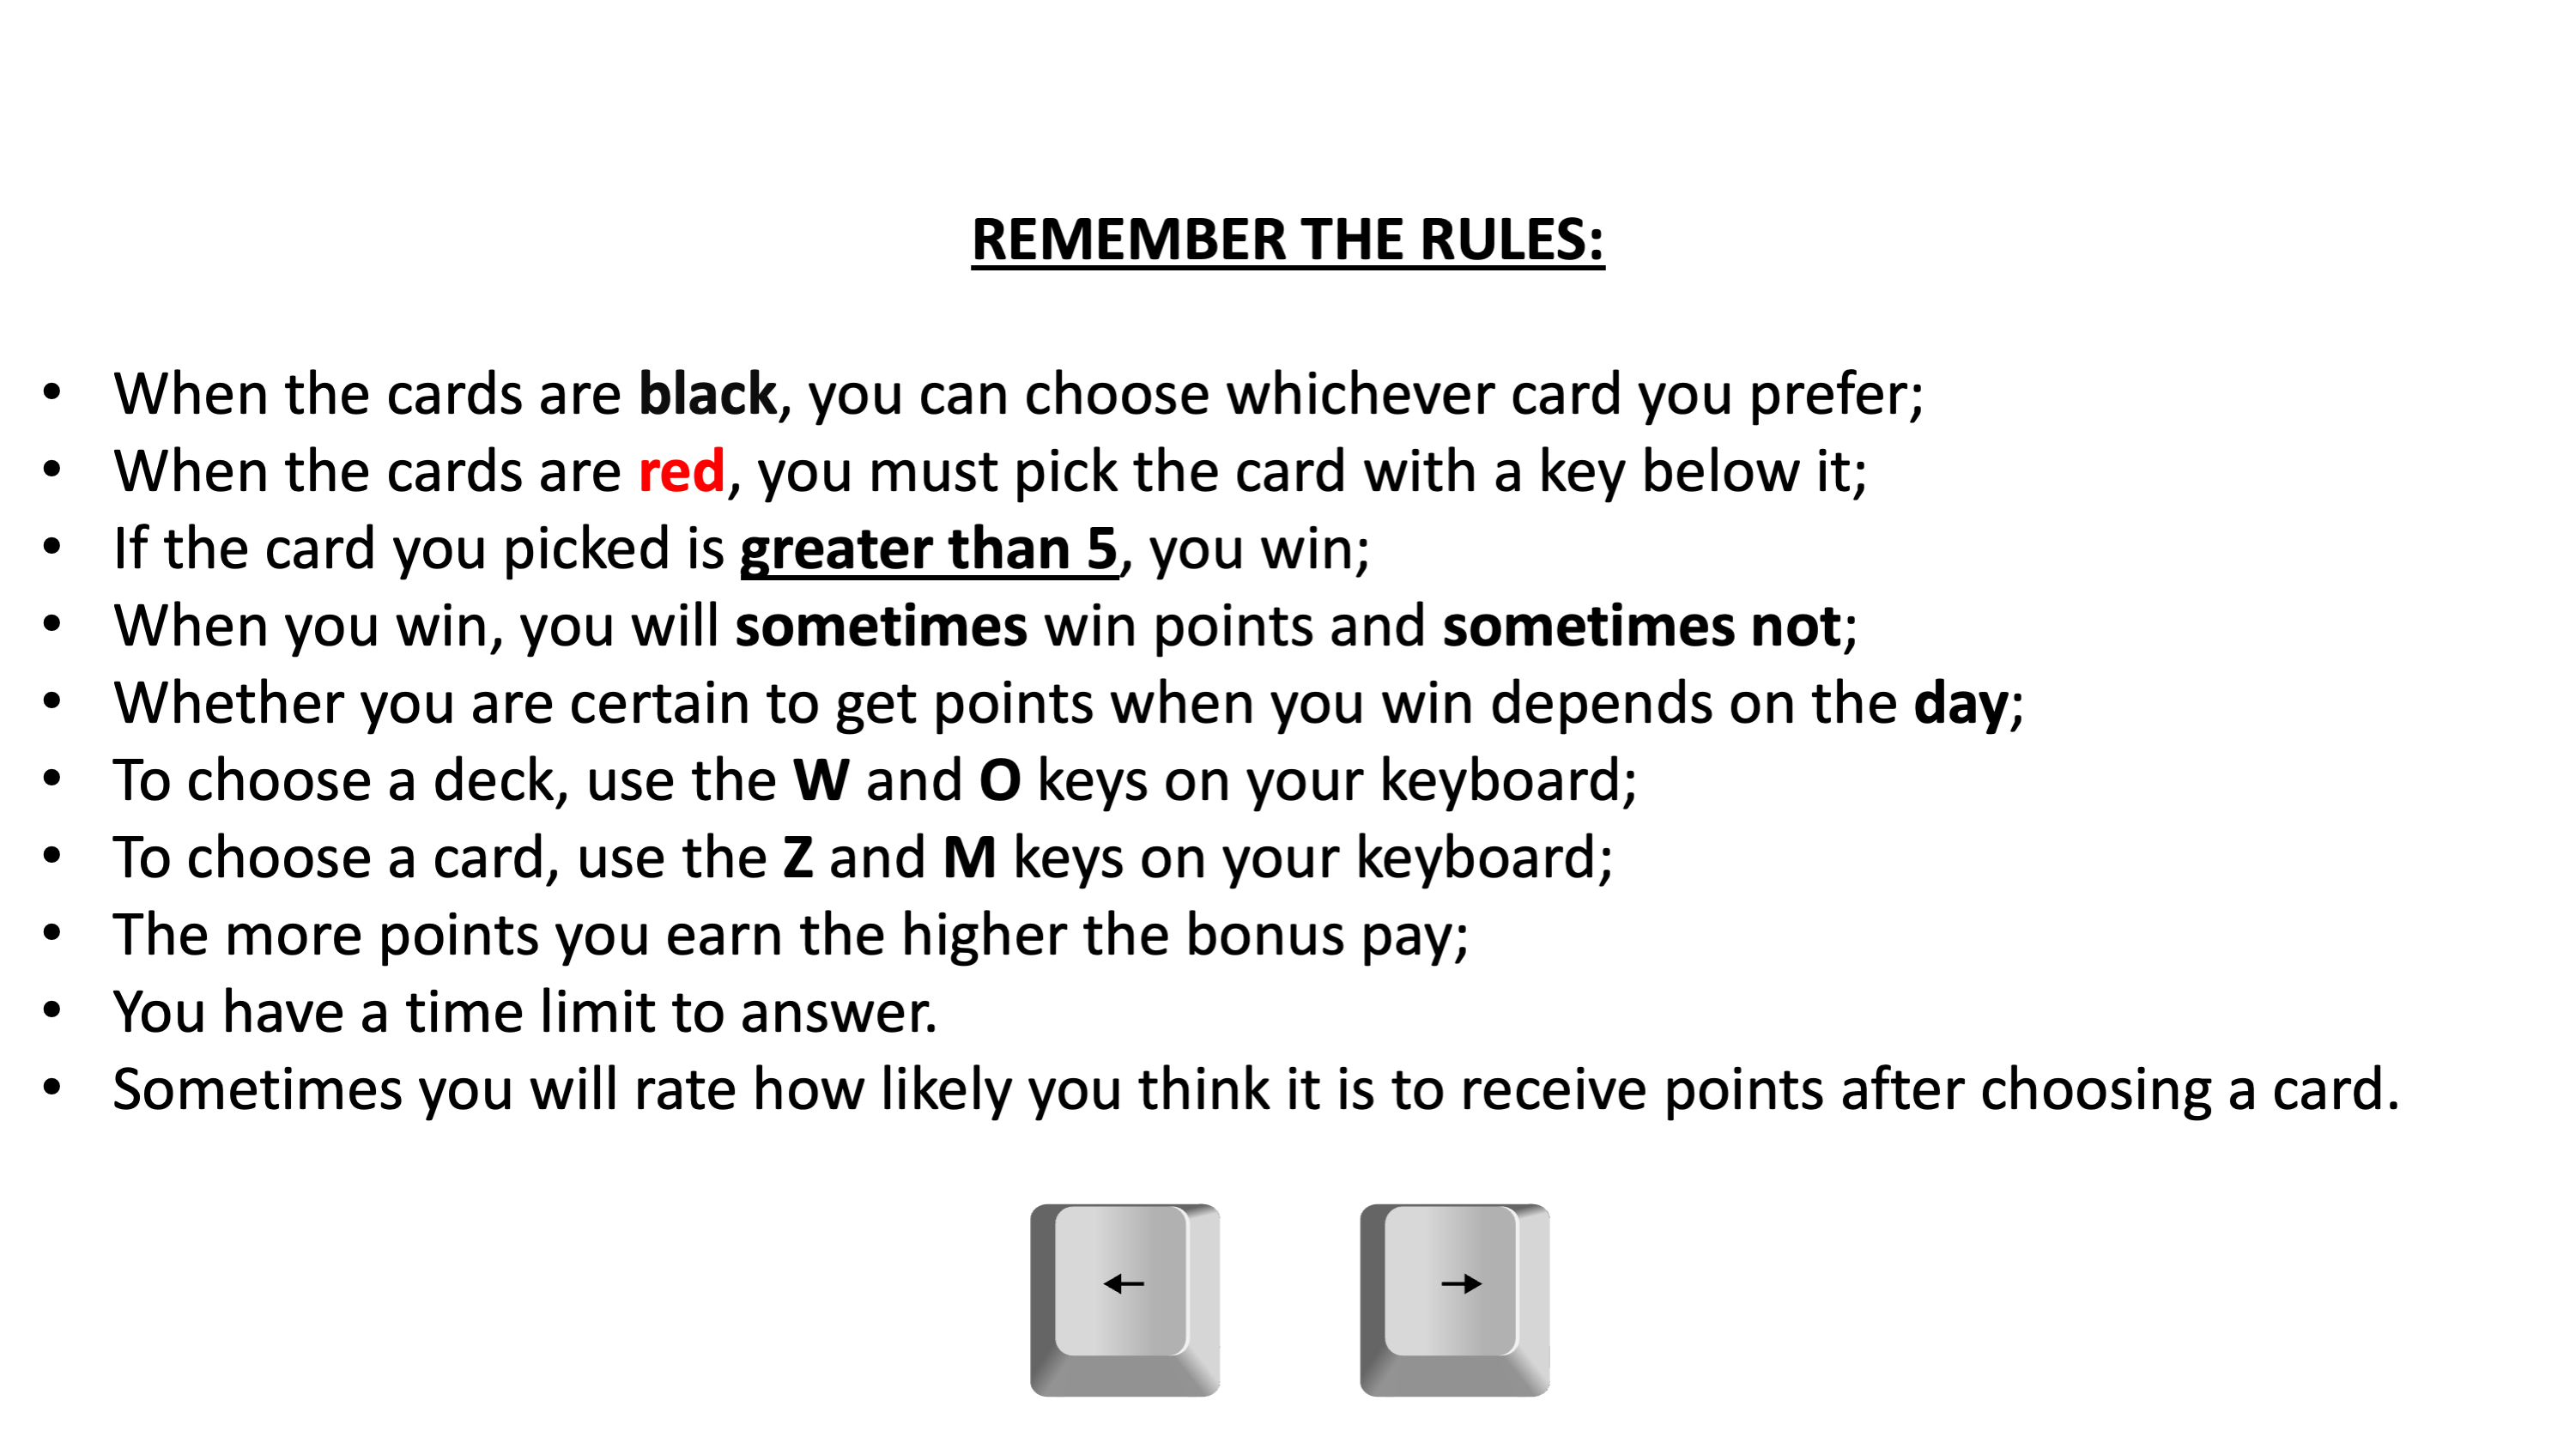 REMEMBER THE RULES:
• When the cards are black, you can choose whichever card you prefer;
• When the cards are red, you must pick the card with a key below it;
• If the card you picked is greater than 5, you win;
• When you win, you will sometimes win points and sometimes not;
• Whether you are certain to get points when you win depends on the day;
• To choose a deck, use the W and O keys on your keyboard;
• To choose a card, use the Z and M keys on your keyboard;
• The more points you earn the higher the bonus pay;
• You have a time limit to answer.
• Sometimes you will rate how likely you think it is to receive points after choosing a card.
← →